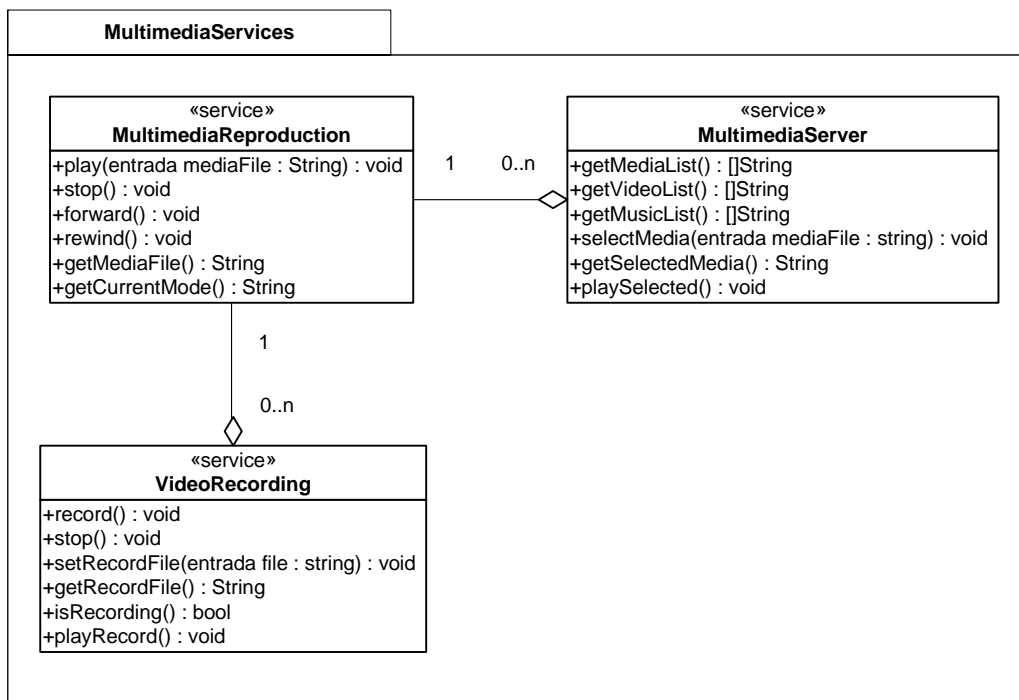 MultimediaServices
«service»
MultimediaReproduction
+play(entrada mediaFile : String) : void
+stop() : void
+forward() : void
+rewind() : void
+getMediaFile() : String
+getCurrentMode() : String
1
0..n
«service»
MultimediaServer
+getMediaList() : []String
+getVideoList() : []String
+getMusicList() : []String
+selectMedia(entrada mediaFile : string) : void
+getSelectedMedia() : String
+playSelected() : void
1
0..n
«service»
VideoRecording
+record() : void
+stop() : void
+setRecordFile(entrada file : string) : void
+getRecordFile() : String
+isRecording() : bool
+playRecord() : void